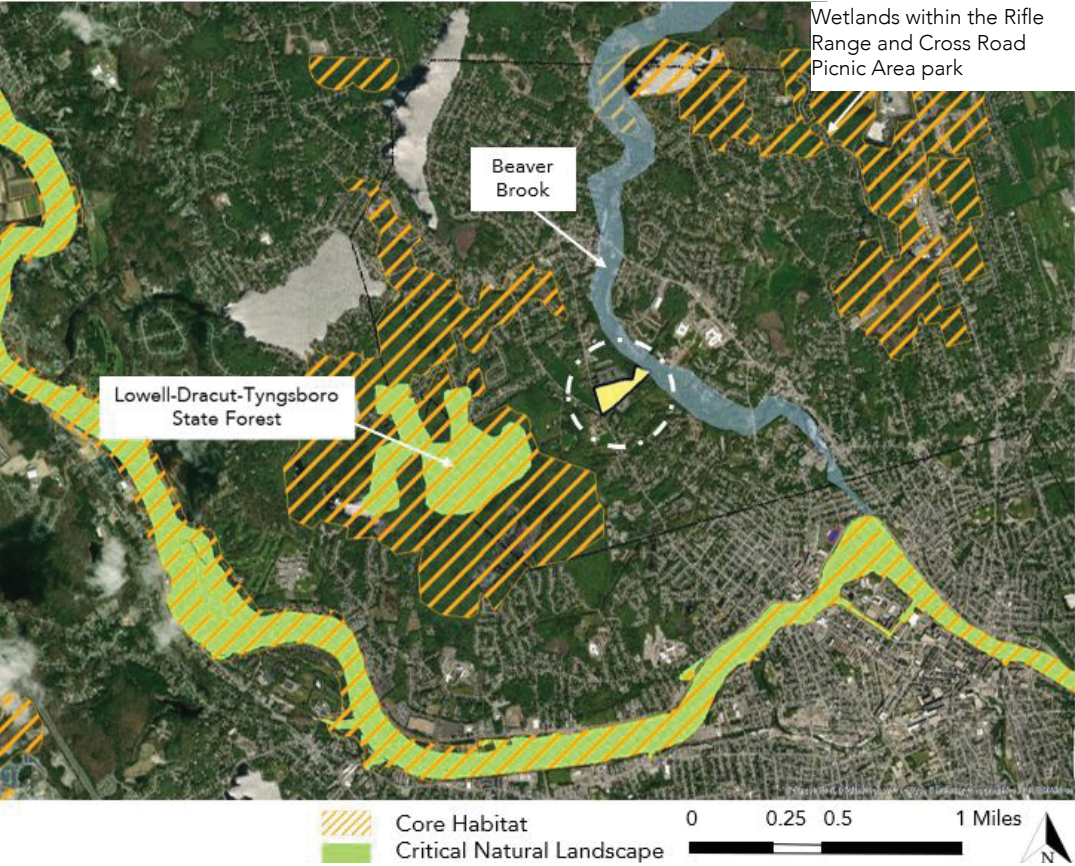 Wetlands within the Rifle
Range and Cross Road
Picnic Area park
Beaver
Brook
Lowell-Dracut-Tyngsboro
State Forest
Core Habitat
Critical Natural Landscape
0 0.25 0.5 1 Miles
N